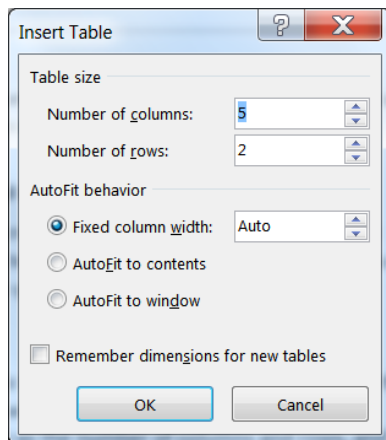 Insert Table
Table size
Number of columns: 5
Number of rows: 2
AutoFit behavior
Fixed column width: Auto
AutoFit to contents
AutoFit to window
Remember dimensions for new tables
OK Cancel